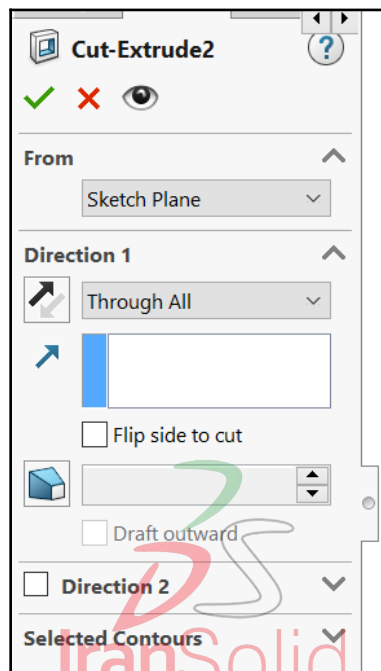 Cut-Extrude2
?
From
Sketch Plane
Direction 1
Through All
Flip side to cut
Draft outward
Direction 2
Selected Contours
IranSolid